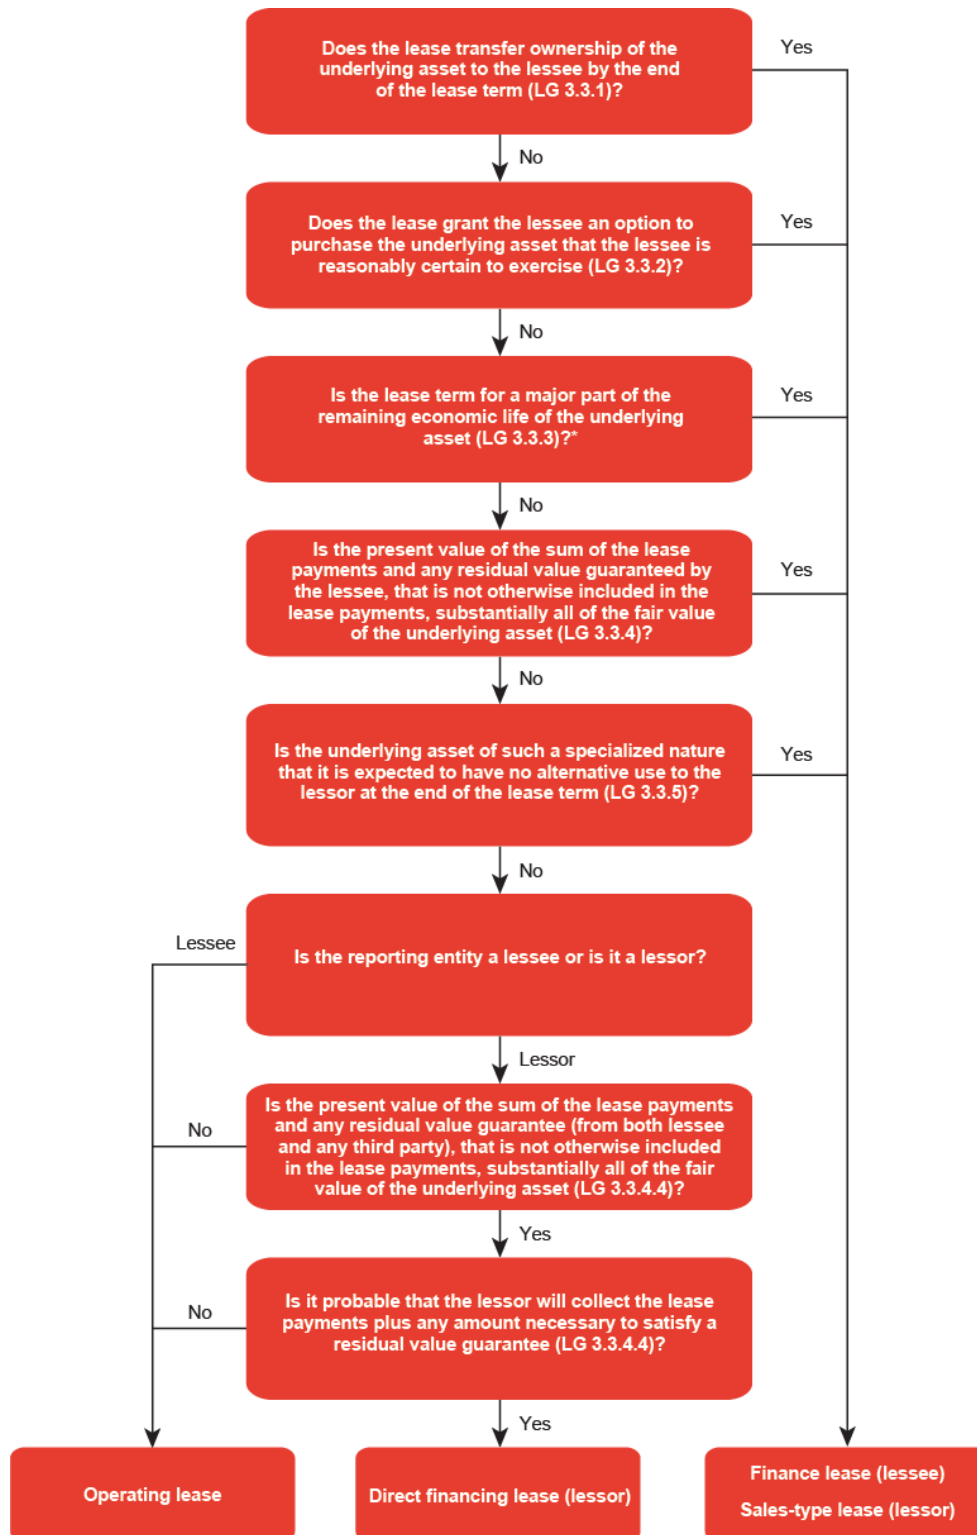 Does the lease transfer ownership of the
underlying asset to the lessee by the end
of the lease term (LG 3.3.1)?
Yes
No
Does the lease grant the lessee an option to
purchase the underlying asset that the lessee is
reasonably certain to exercise (LG 3.3.2)?
Yes
No
Is the lease term for a major part of the
remaining economic life of the underlying
asset (LG 3.3.3)?*
Yes
No
Is the present value of the sum of the lease
payments and any residual value guaranteed by
the lessee, that is not otherwise included in the
lease payments, substantially all of the fair value
of the underlying asset (LG 3.3.4)?
Yes
No
Is the underlying asset of such a specialized nature
that it is expected to have no alternative use to the
lessor at the end of the lease term (LG 3.3.5)?
Yes
No
Lessee
Is the reporting entity a lessee or is it a lessor?
Lessor
Is the present value of the sum of the lease payments
and any residual value guarantee (from both lessee
and any third party), that is not otherwise included
in the lease payments, substantially all of the fair
value of the underlying asset (LG 3.3.4.4)?
No
Yes
Is it probable that the lessor will collect the lease
payments plus any amount necessary to satisfy a
residual value guarantee (LG 3.3.4.4)?
No
Yes
Operating lease
Direct financing lease (lessor)
Finance lease (lessee)
Sales-type lease (lessor)